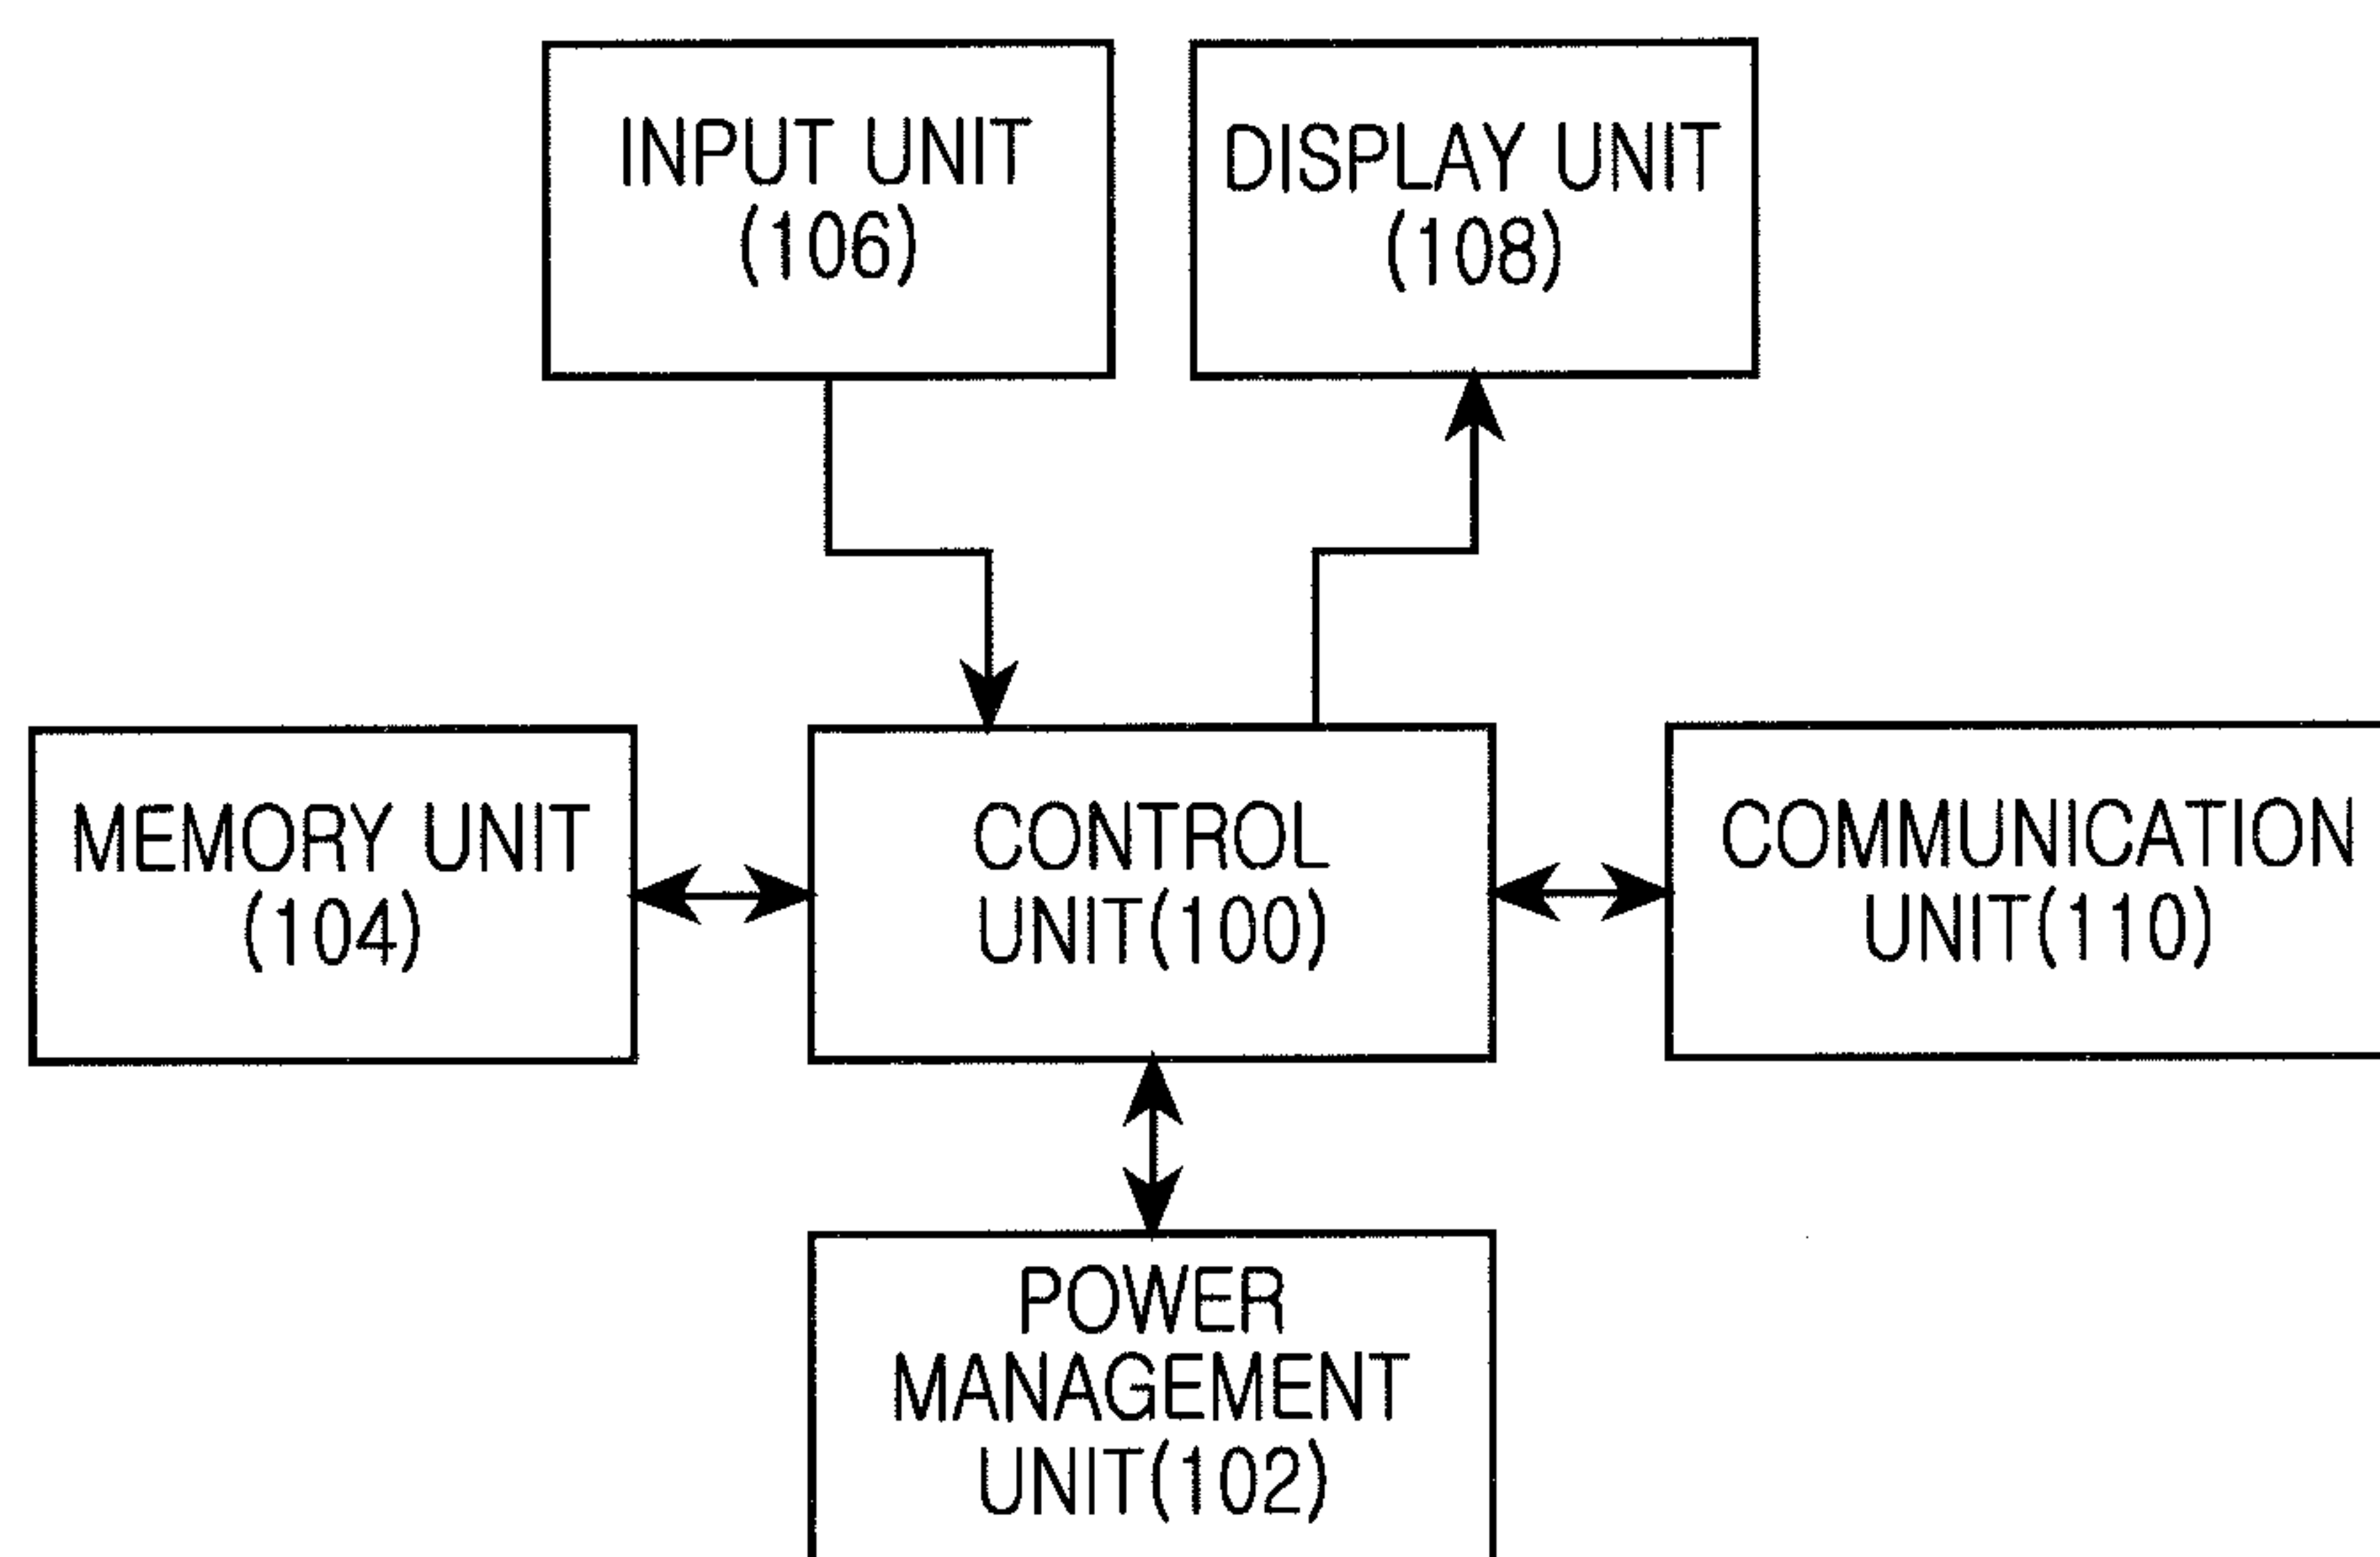 INPUT UNIT
(106)
DISPLAY UNIT
(108)
MEMORY UNIT
(104)
CONTROL
UNIT(100)
COMMUNICATION
UNIT(110)
POWER
MANAGEMENT
UNIT(102)